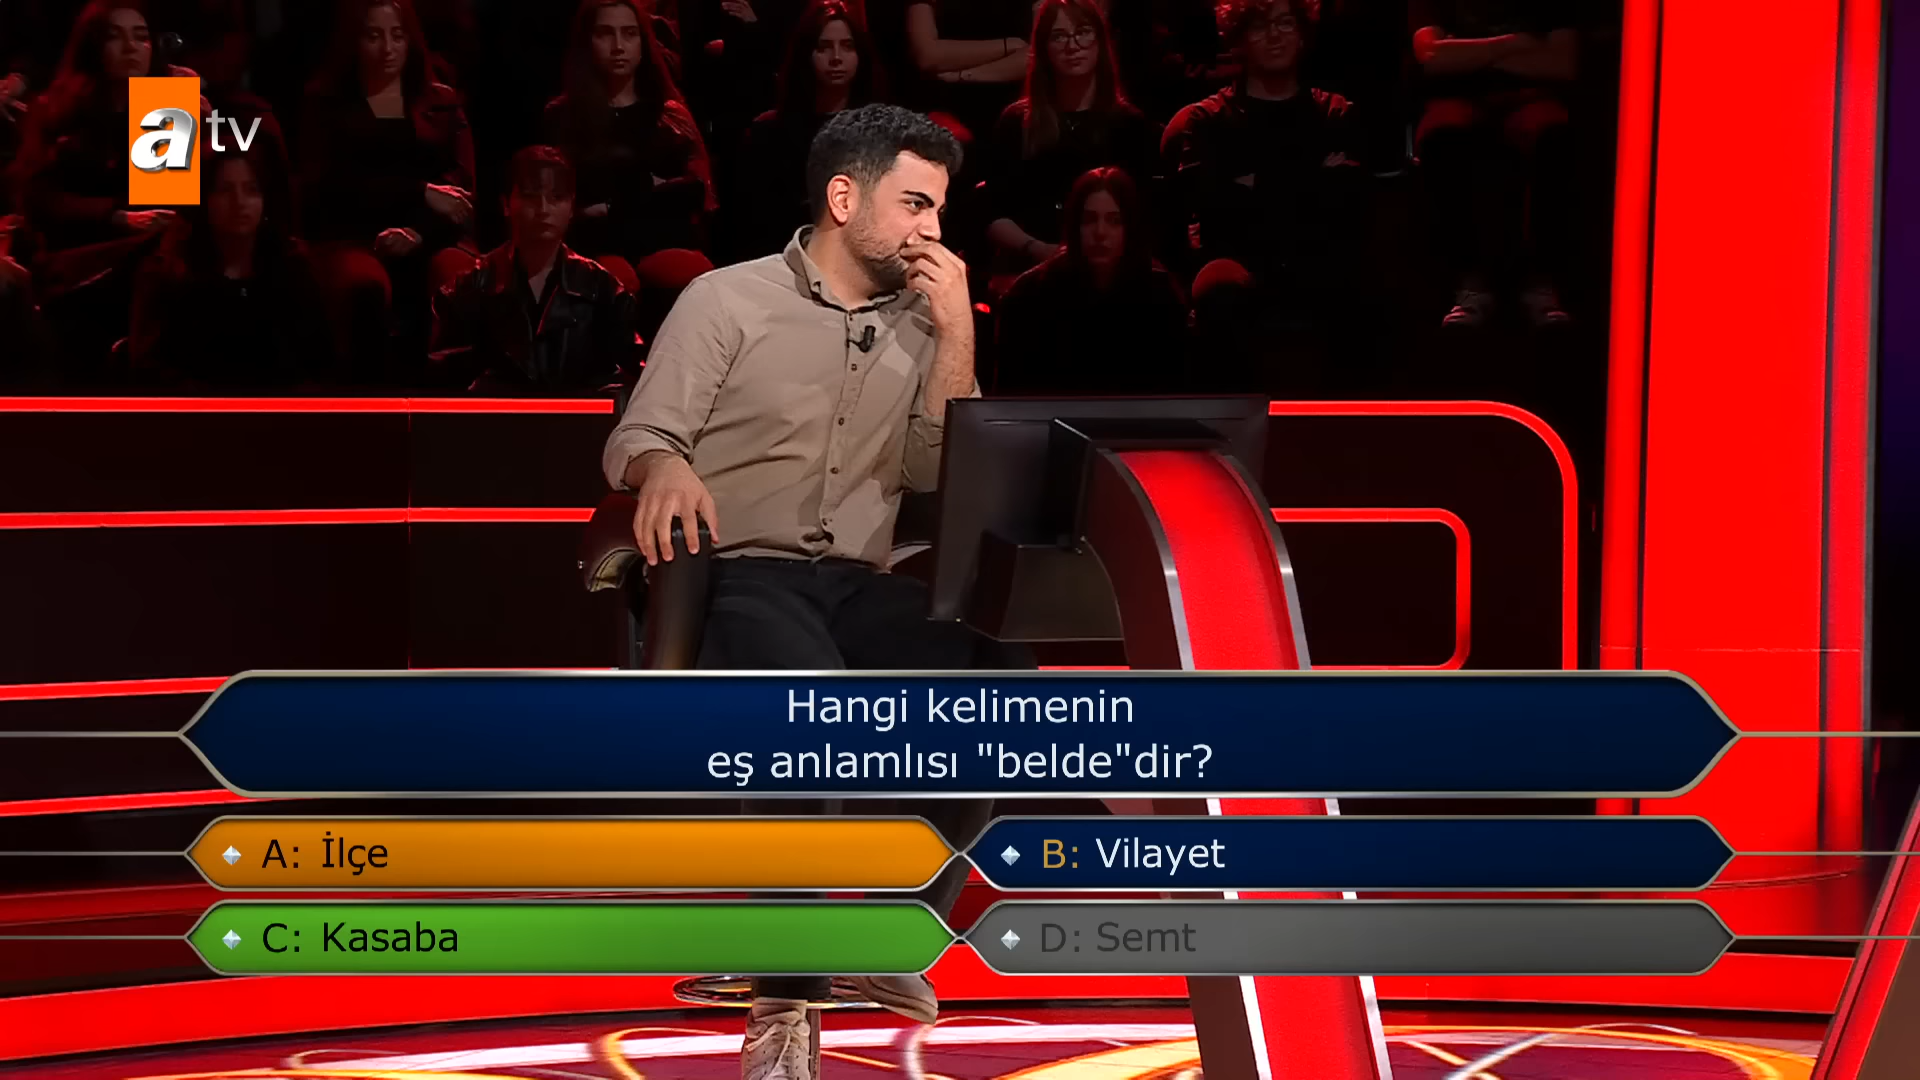 atv
Hangi kelimenin
eş anlamlısı "belde"dir?
A: İlçe
B: Vilayet
C: Kasaba
D: Semt